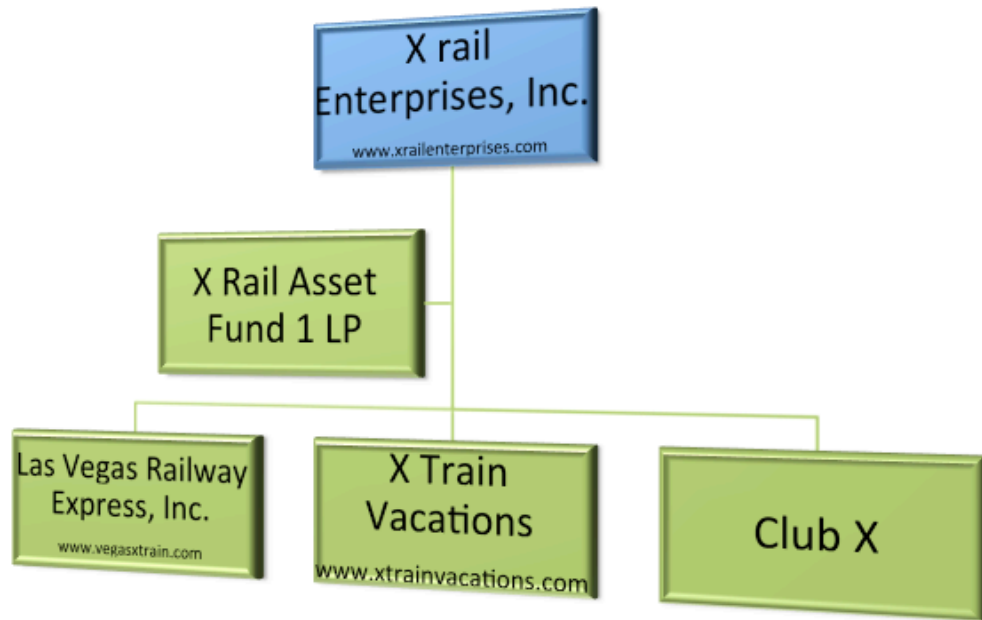 X rail
Enterprises, Inc.
www.xrailenterprises.com
X Rail Asset
Fund 1 LP
Las Vegas Railway
Express, Inc.
www.vegasxtrain.com
X Train
Vacations
www.xtrainvacations.com
Club X